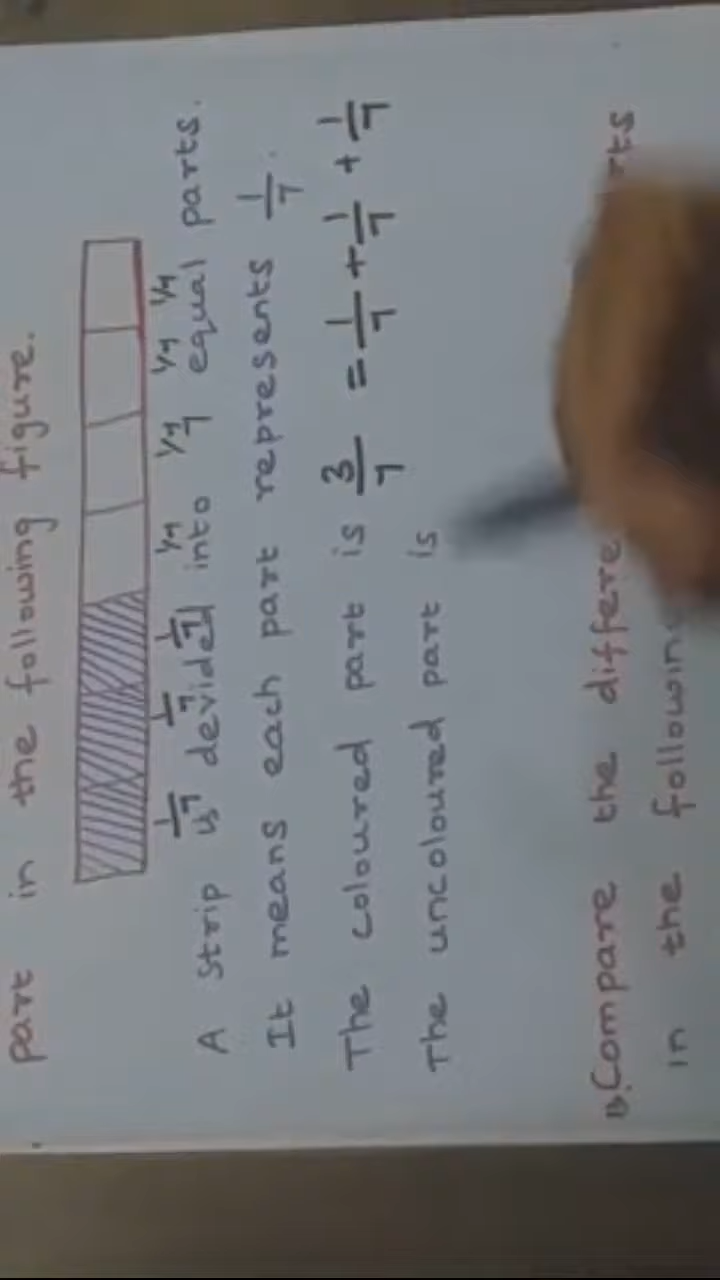 part in the following figure.
1/7 1/7 1/7 1/7 1/7 1/7 1/7
A strip is devided into 7 equal parts.
It means each part represents 1/7.
The coloured part is 3/7 = 1/7 + 1/7 + 1/7
The uncoloured part is
B. Compare the
in the